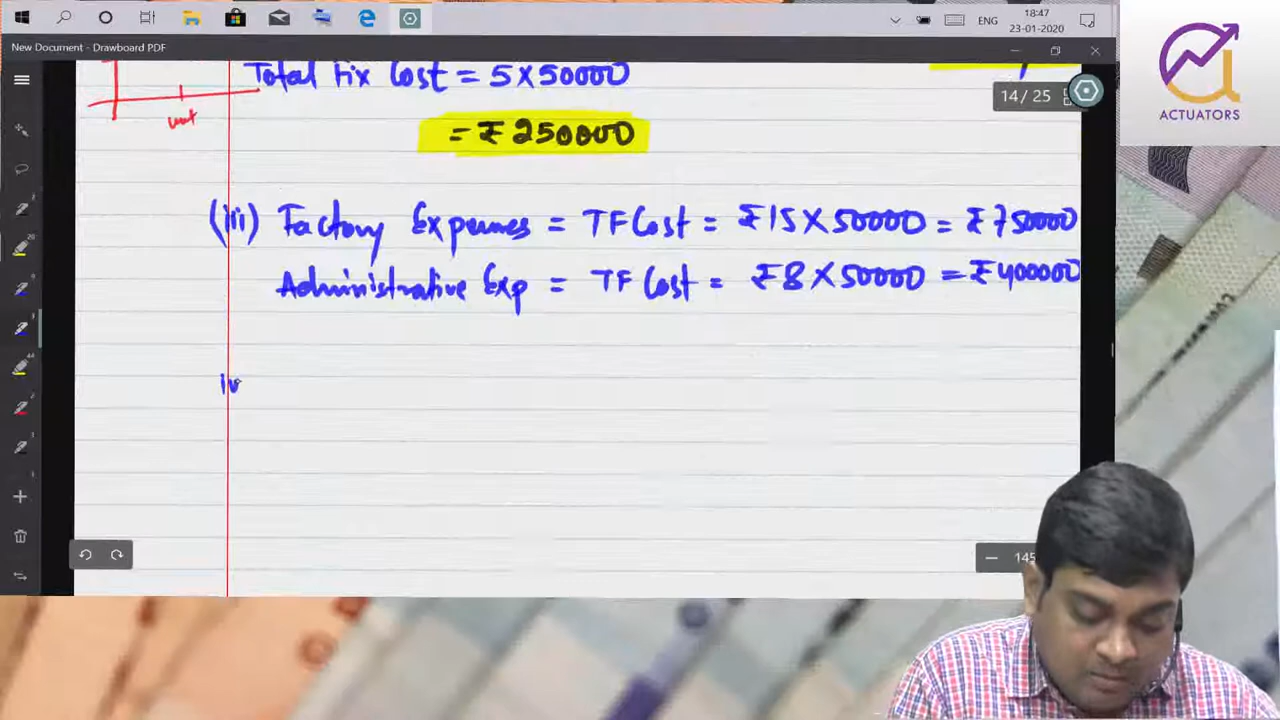 18:47
ENG
23-01-2020
New Document - Drawboard PDF
ACTUATORS
Total Fix Cost = 5 X 50000
14 / 25
unit
= ₹ 250000
(iii) Factory Expenses = TF Cost = ₹15 X 50000 = ₹750000
Administrative Exp = TF Cost = ₹8 X 50000 = ₹400000
iv
145